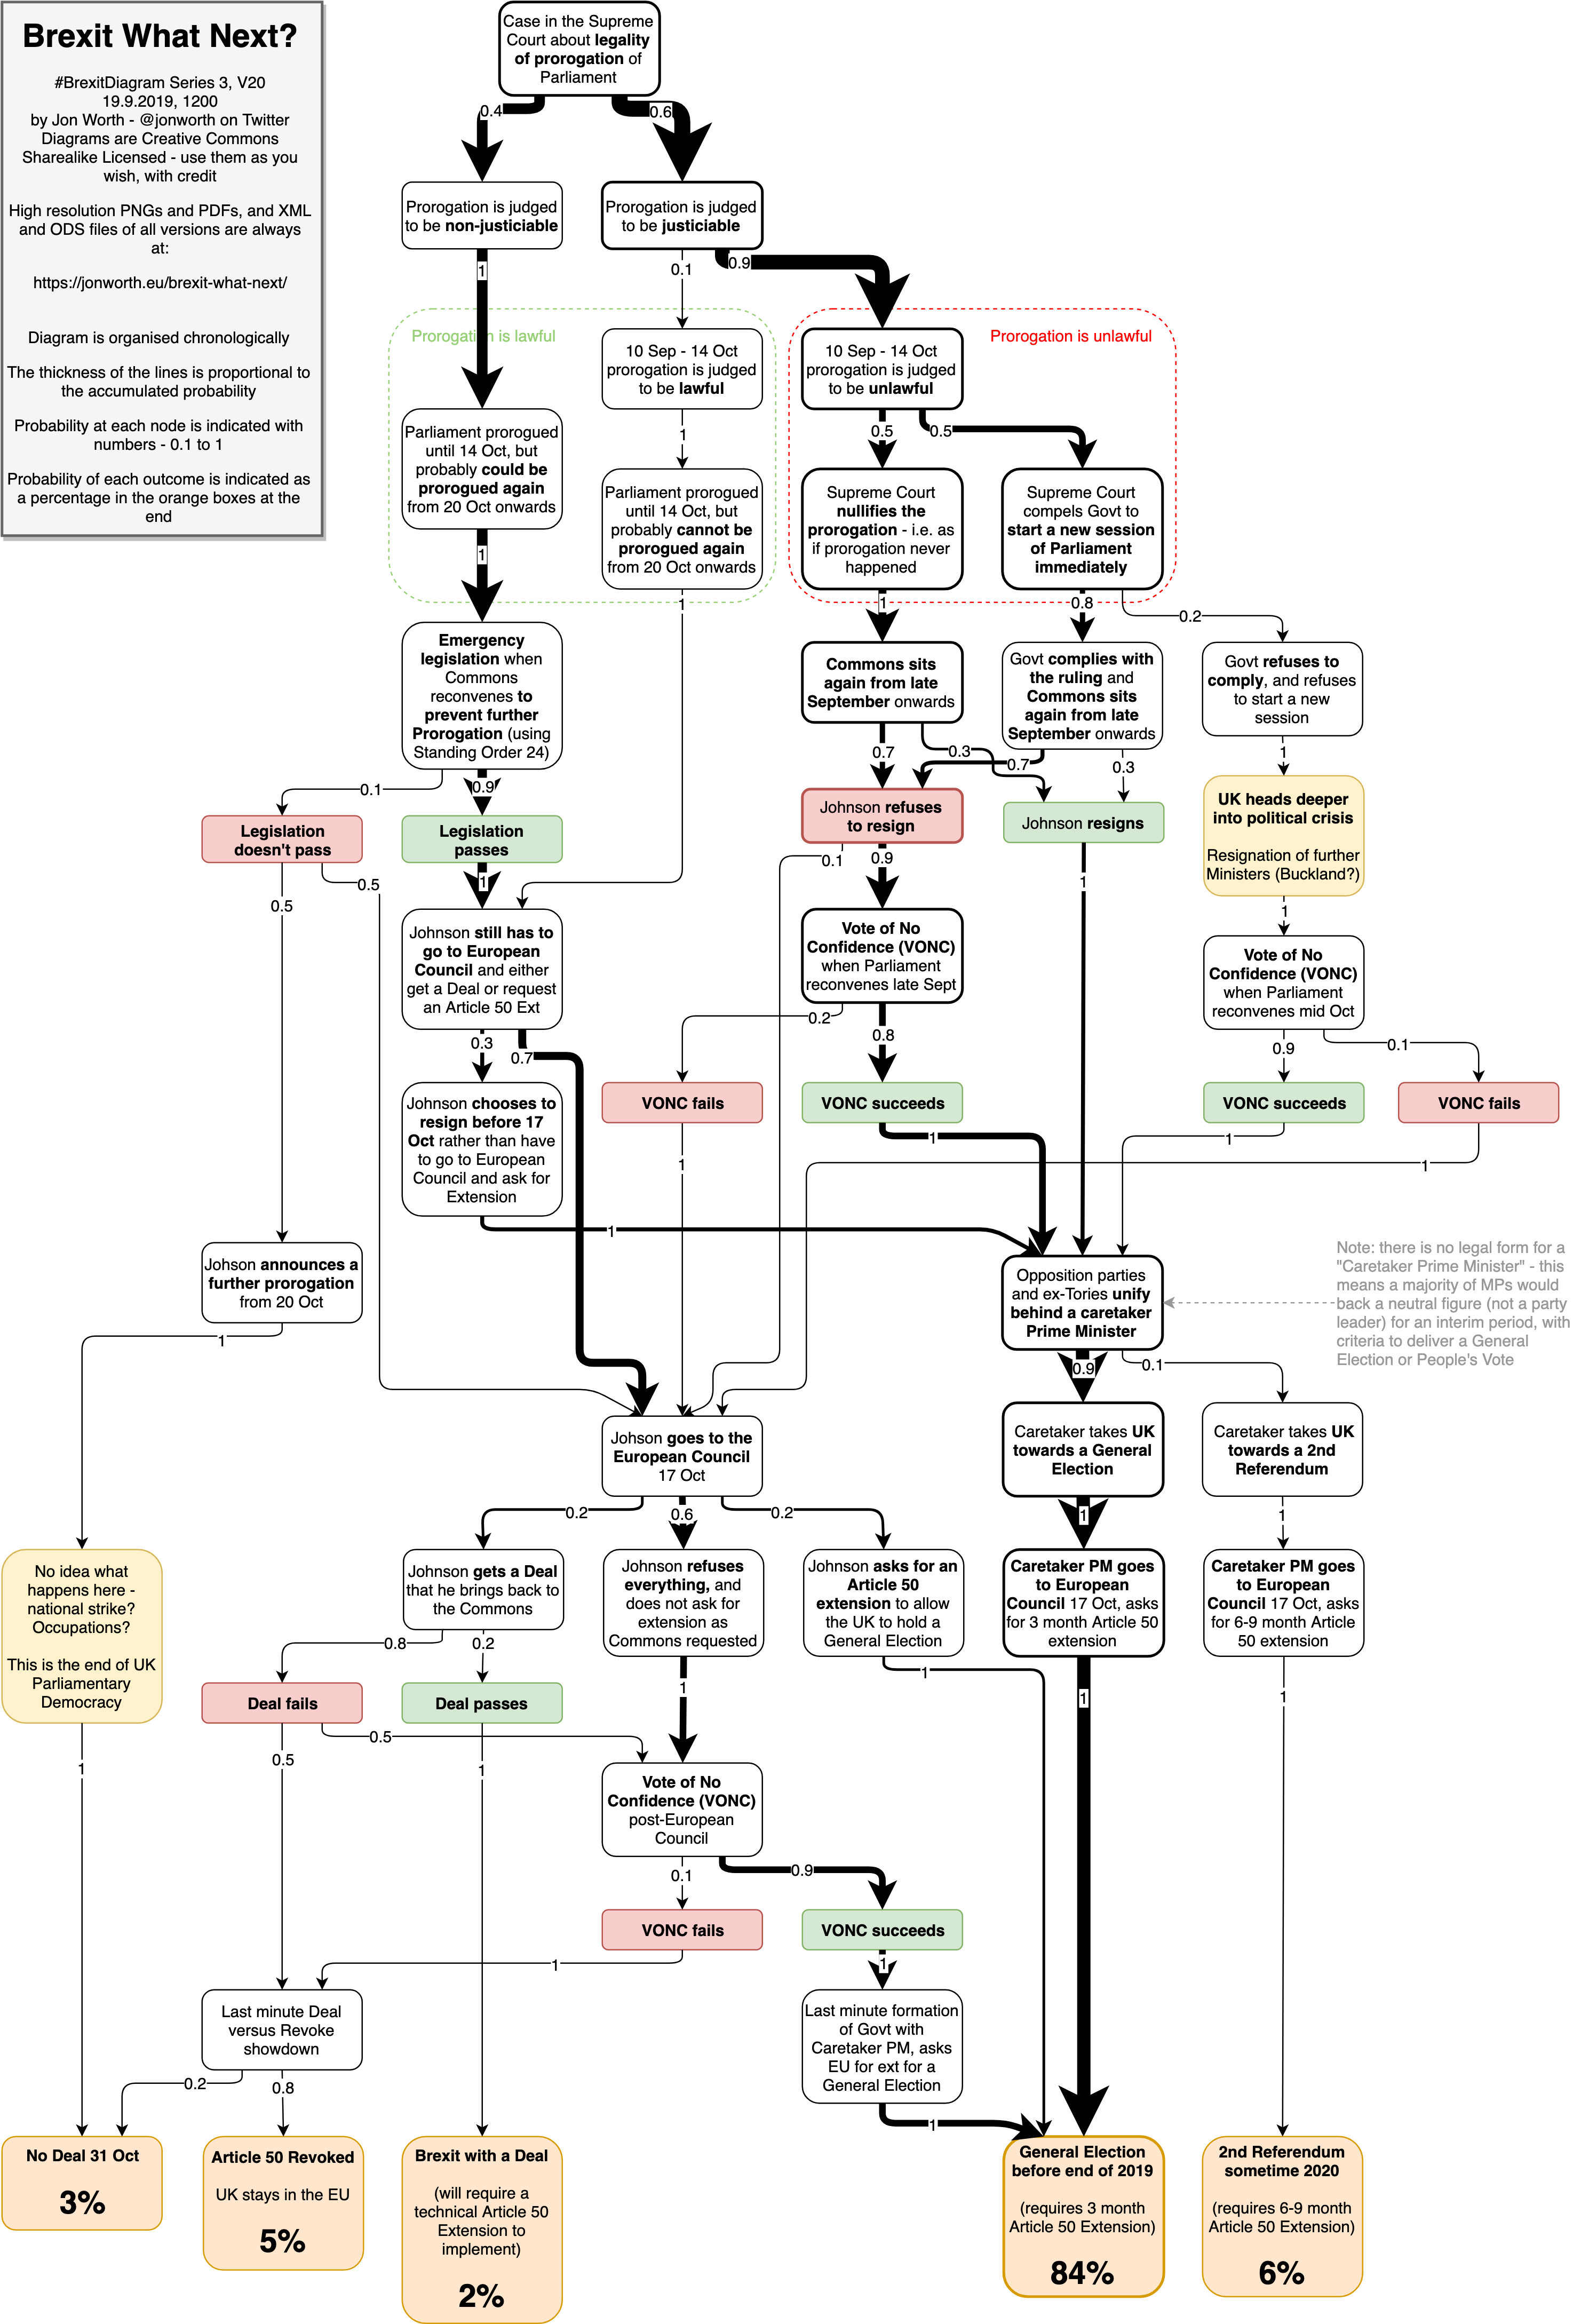 Brexit What Next?
#BrexitDiagram Series 3, V20
19.9.2019, 1200
by Jon Worth - @jonworth on Twitter
Diagrams are Creative Commons
Sharealike Licensed - use them as you
wish, with credit
High resolution PNGs and PDFs, and XML
and ODS files of all versions are always
at:
https://jonworth.eu/brexit-what-next/
Diagram is organised chronologically
The thickness of the lines is proportional to
the accumulated probability
Probability at each node is indicated with
numbers - 0.1 to 1
Probability of each outcome is indicated as
a percentage in the orange boxes at the
end
Case in the Supreme
Court about legality
of prorogation of
Parliament
0.4
0.6
Prorogation is judged
to be non-justiciable
Prorogation is judged
to be justiciable
1
0.1
0.9
Prorogation is lawful
Prorogation is unlawful
10 Sep - 14 Oct
prorogation is judged
to be lawful
10 Sep - 14 Oct
prorogation is judged
to be unlawful
1
0.5
0.5
Parliament prorogued
until 14 Oct, but
probably could be
prorogued again
from 20 Oct onwards
Parliament prorogued
until 14 Oct, but
probably cannot be
prorogued again
from 20 Oct onwards
Supreme Court
nullifies the
prorogation - i.e. as
if prorogation never
happened
Supreme Court
compels Govt to
start a new session
of Parliament
immediately
1
1
1
0.8
0.2
Emergency
legislation when
Commons
reconvenes to
prevent further
Prorogation (using
Standing Order 24)
Commons sits
again from late
September onwards
Govt complies with
the ruling and
Commons sits
again from late
September onwards
Govt refuses to
comply, and refuses
to start a new
session
0.1
0.9
0.7
0.3
0.7
0.3
1
Legislation
doesn't pass
Legislation
passes
Johnson refuses
to resign
Johnson resigns
UK heads deeper
into political crisis
Resignation of further
Ministers (Buckland?)
0.5
0.5
1
0.1
0.9
1
1
Johnson still has to
go to European
Council and either
get a Deal or request
an Article 50 Ext
Vote of No
Confidence (VONC)
when Parliament
reconvenes late Sept
Vote of No
Confidence (VONC)
when Parliament
reconvenes mid Oct
0.3
0.7
0.2
0.8
0.9
0.1
Johnson chooses to
resign before 17
Oct rather than have
to go to European
Council and ask for
Extension
VONC fails
VONC succeeds
VONC succeeds
VONC fails
1
1
1
1
1
Johson announces a
further prorogation
from 20 Oct
Opposition parties
and ex-Tories unify
behind a caretaker
Prime Minister
Note: there is no legal form for a
"Caretaker Prime Minister" - this
means a majority of MPs would
back a neutral figure (not a party
leader) for an interim period, with
criteria to deliver a General
Election or People's Vote
1
0.9
0.1
Johson goes to the
European Council
17 Oct
Caretaker takes UK
towards a General
Election
Caretaker takes UK
towards a 2nd
Referendum
0.2
0.6
0.2
1
1
No idea what
happens here -
national strike?
Occupations?
This is the end of UK
Parliamentary
Democracy
Johnson gets a Deal
that he brings back to
the Commons
Johnson refuses
everything, and
does not ask for
extension as
Commons requested
Johnson asks for an
Article 50
extension to allow
the UK to hold a
General Election
Caretaker PM goes
to European
Council 17 Oct, asks
for 3 month Article 50
extension
Caretaker PM goes
to European
Council 17 Oct, asks
for 6-9 month Article
50 extension
0.8
0.2
1
1
1
1
Deal fails
Deal passes
1
0.5
0.5
1
Vote of No
Confidence (VONC)
post-European
Council
0.1
0.9
VONC fails
VONC succeeds
1
1
Last minute Deal
versus Revoke
showdown
Last minute formation
of Govt with
Caretaker PM, asks
EU for ext for a
General Election
0.2
0.8
1
No Deal 31 Oct
3%
Article 50 Revoked
UK stays in the EU
5%
Brexit with a Deal
(will require a
technical Article 50
Extension to
implement)
2%
General Election
before end of 2019
(requires 3 month
Article 50 Extension)
84%
2nd Referendum
sometime 2020
(requires 6-9 month
Article 50 Extension)
6%